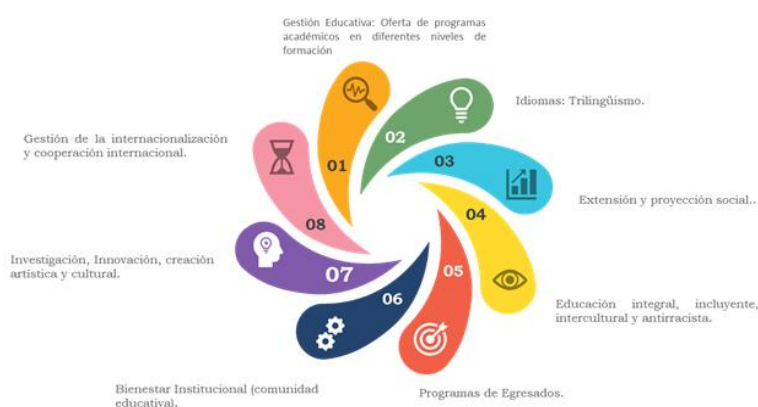 Gestión Educativa: Oferta de programas
académicos en diferentes niveles de
formación
01
02
Idiomas: Trilingüismo.
03
Extensión y proyección social..
04
Educación integral, incluyente,
intercultural y antirracista.
05
Programas de Egresados.
06
Bienestar Institucional (comunidad
educativa).
07
Investigación, Innovación, creación
artística y cultural.
08
Gestión de la internacionalización
y cooperación internacional.